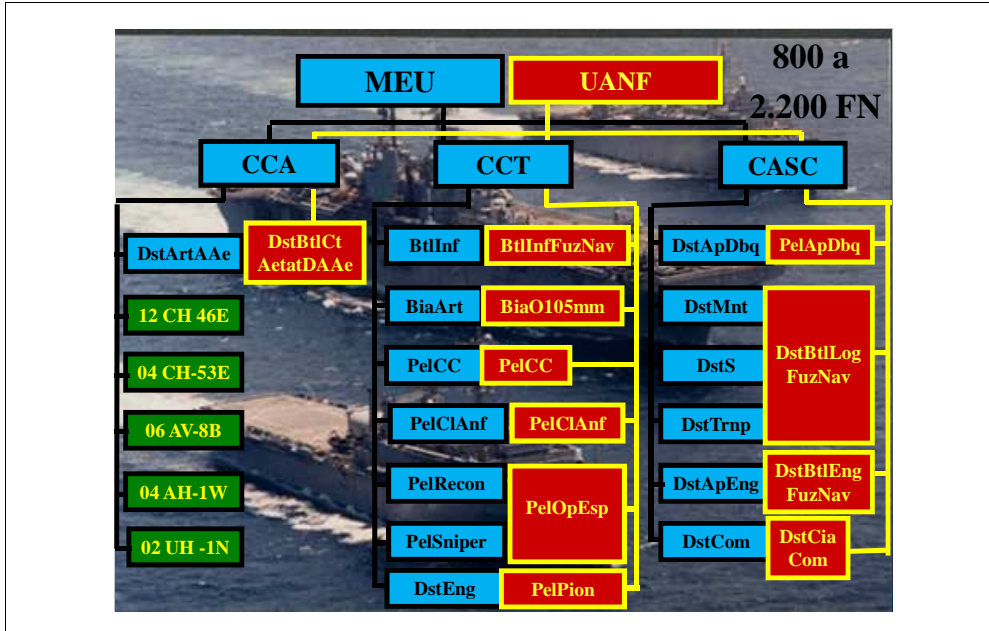 MEU
UANF
800 a
2.200 FN
CCA
CCT
CASC
DstArtAAe
DstBtlCt
AetatDAAe
12 CH 46E
04 CH-53E
06 AV-8B
04 AH-1W
02 UH -1N
BtlInf
BtlInfFuzNav
BiaArt
BiaO105mm
PelCC
PelCC
PelClAnf
PelClAnf
PelRecon
PelOpEsp
PelSniper
DstEng
PelPion
DstApDbq
PelApDbq
DstMnt
DstBtlLog
FuzNav
DstS
DstTrnp
DstApEng
DstBtlEng
FuzNav
DstCom
DstCia
Com